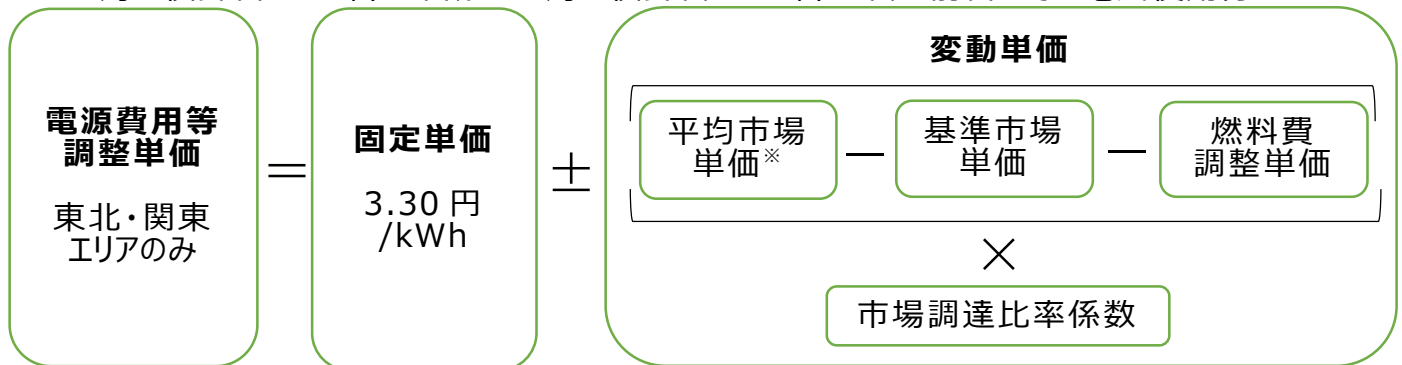 電源費用等
調整単価
東北・関東
エリアのみ
=
固定単価
3.30 円
/kWh
±
変動単価
平均市場
単価※
―
基準市場
単価
―
燃料費
調整単価
×
市場調達比率係数